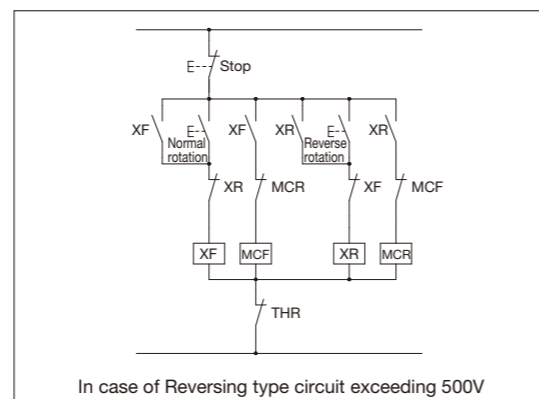 E Stop
XF E XF XR E XR
Normal
rotation
Reverse
rotation
XR MCR XF MCF
XF MCF XR MCR
THR
In case of Reversing type circuit exceeding 500V